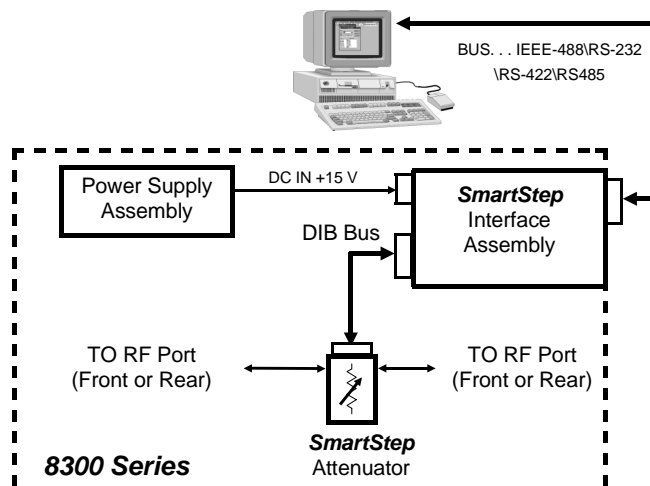 BUS. . . IEEE-488\RS-232
\RS-422\RS485
Power Supply
Assembly
DC IN +15 V
SmartStep
Interface
Assembly
DIB Bus
TO RF Port
(Front or Rear)
TO RF Port
(Front or Rear)
SmartStep
Attenuator
8300 Series